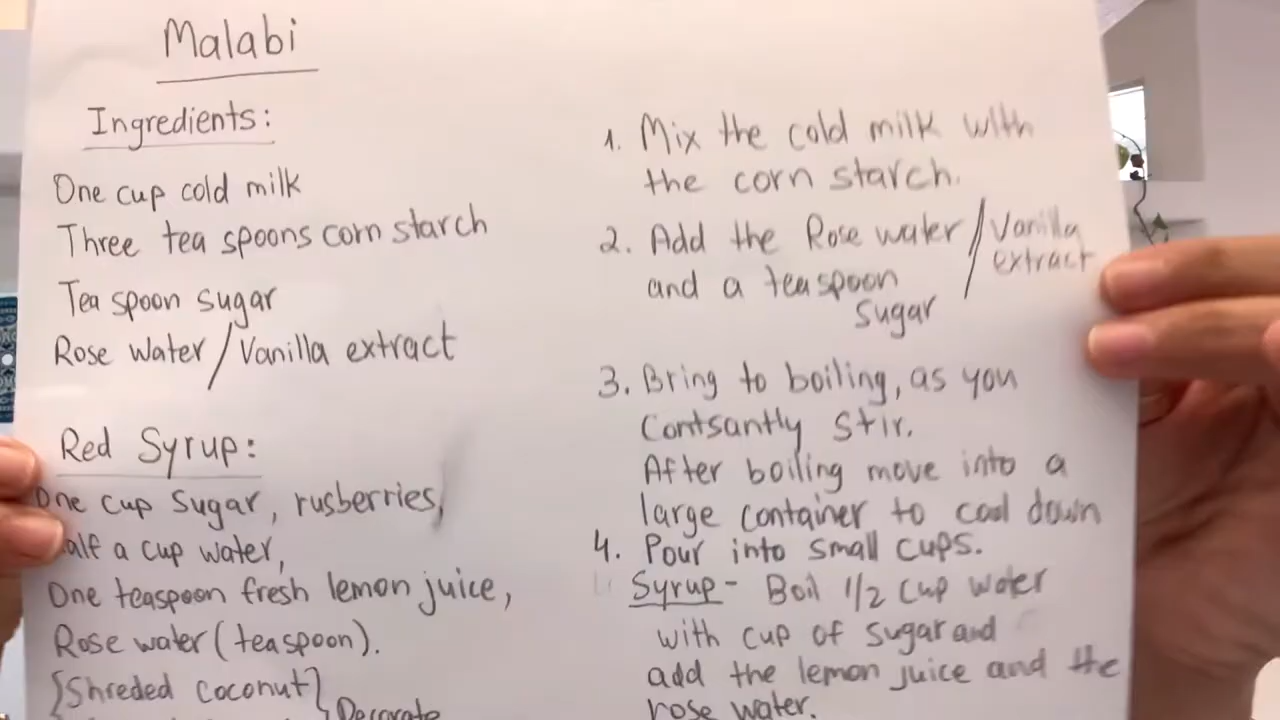 Malabi
Ingredients:
One cup cold milk
Three tea spoons corn starch
Tea spoon sugar
Rose Water / Vanilla extract
Red Syrup:
One cup Sugar, rusberries,
Half a cup water,
One teaspoon fresh lemon juice,
Rose water (teaspoon).
{Shreded coconut}
Decorate
1. Mix the cold milk with
the corn starch.
2. Add the Rose water / Vanilla
extract
and a teaspoon
Sugar
3. Bring to boiling, as you
Contsantly stir.
After boiling move into a
large container to cool down
4. Pour into small cups.
Syrup - Boil 1/2 cup water
with cup of sugar and
add the lemon juice and the
rose water.